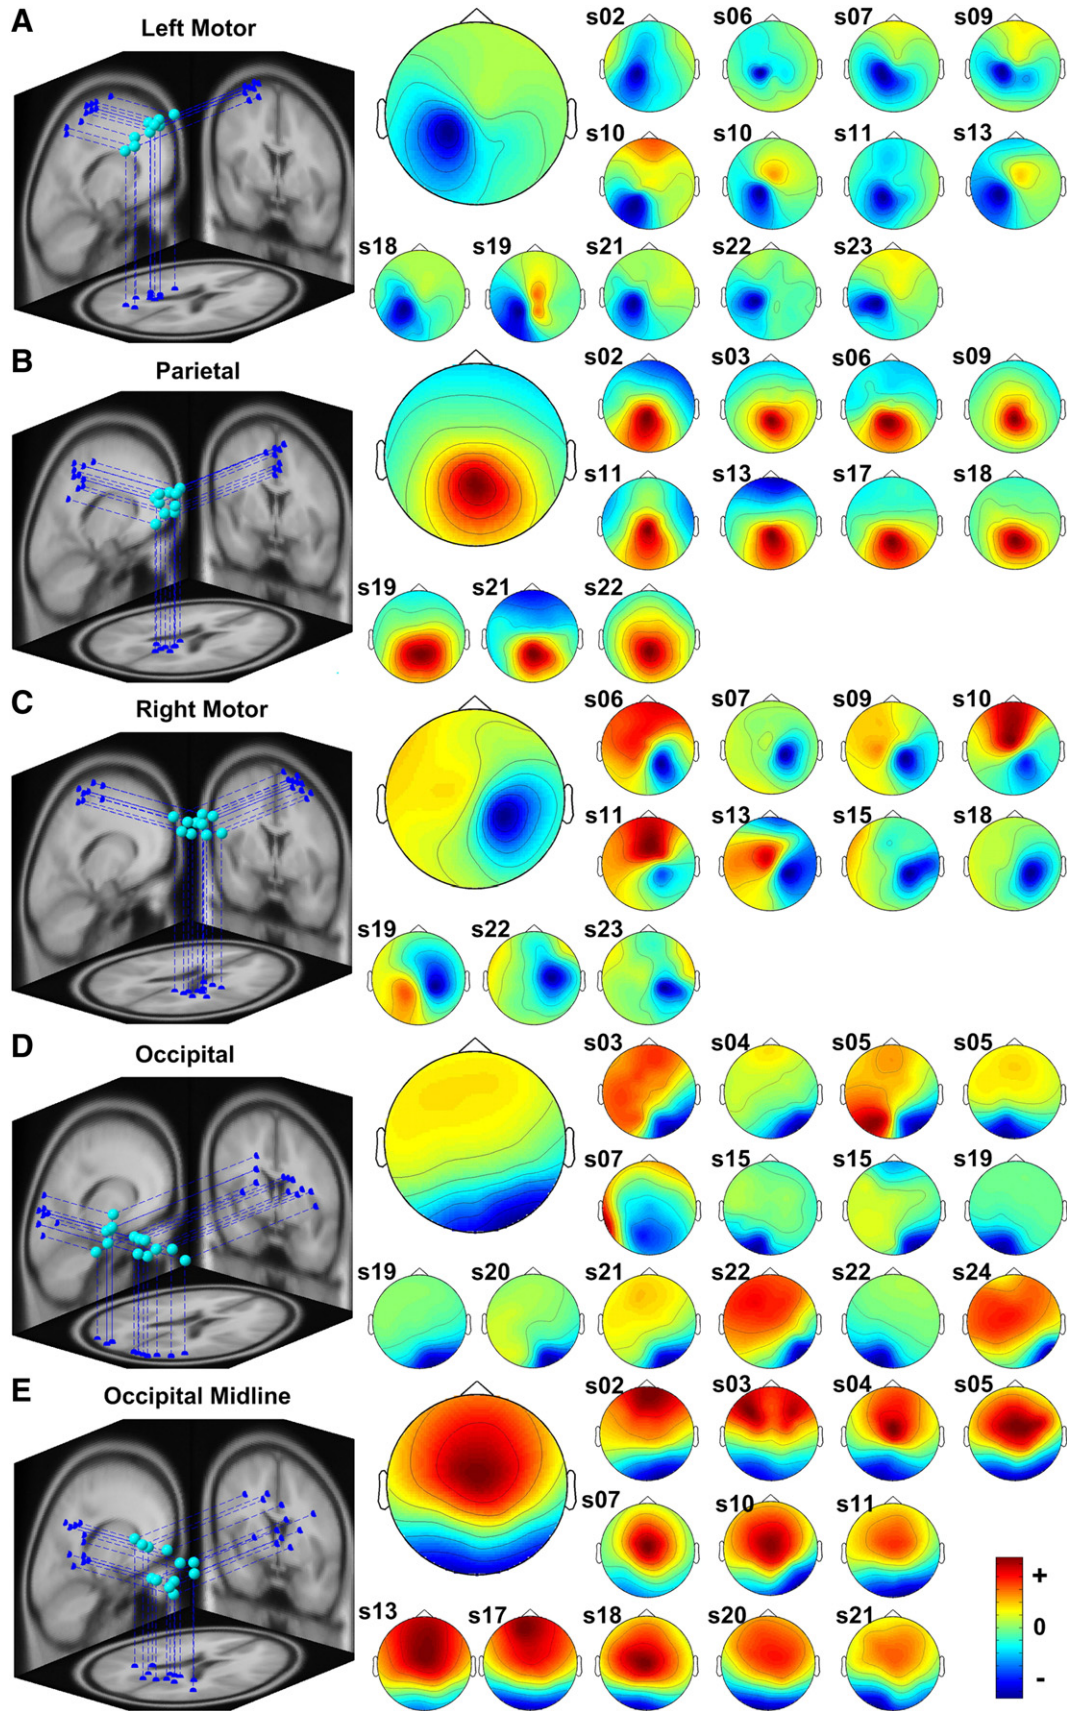 A
Left Motor
s02 s06 s07 s09
s10 s10 s11 s13
s18 s19 s21 s22 s23
B
Parietal
s02 s03 s06 s09
s11 s13 s17 s18
s19 s21 s22
C
Right Motor
s06 s07 s09 s10
s11 s13 s15 s18
s19 s22 s23
D
Occipital
s03 s04 s05 s05
s07 s15 s15 s19
s19 s20 s21 s22 s22 s24
E
Occipital Midline
s02 s03 s04 s05
s07 s10 s11
s13 s17 s18 s20 s21
+
0
-